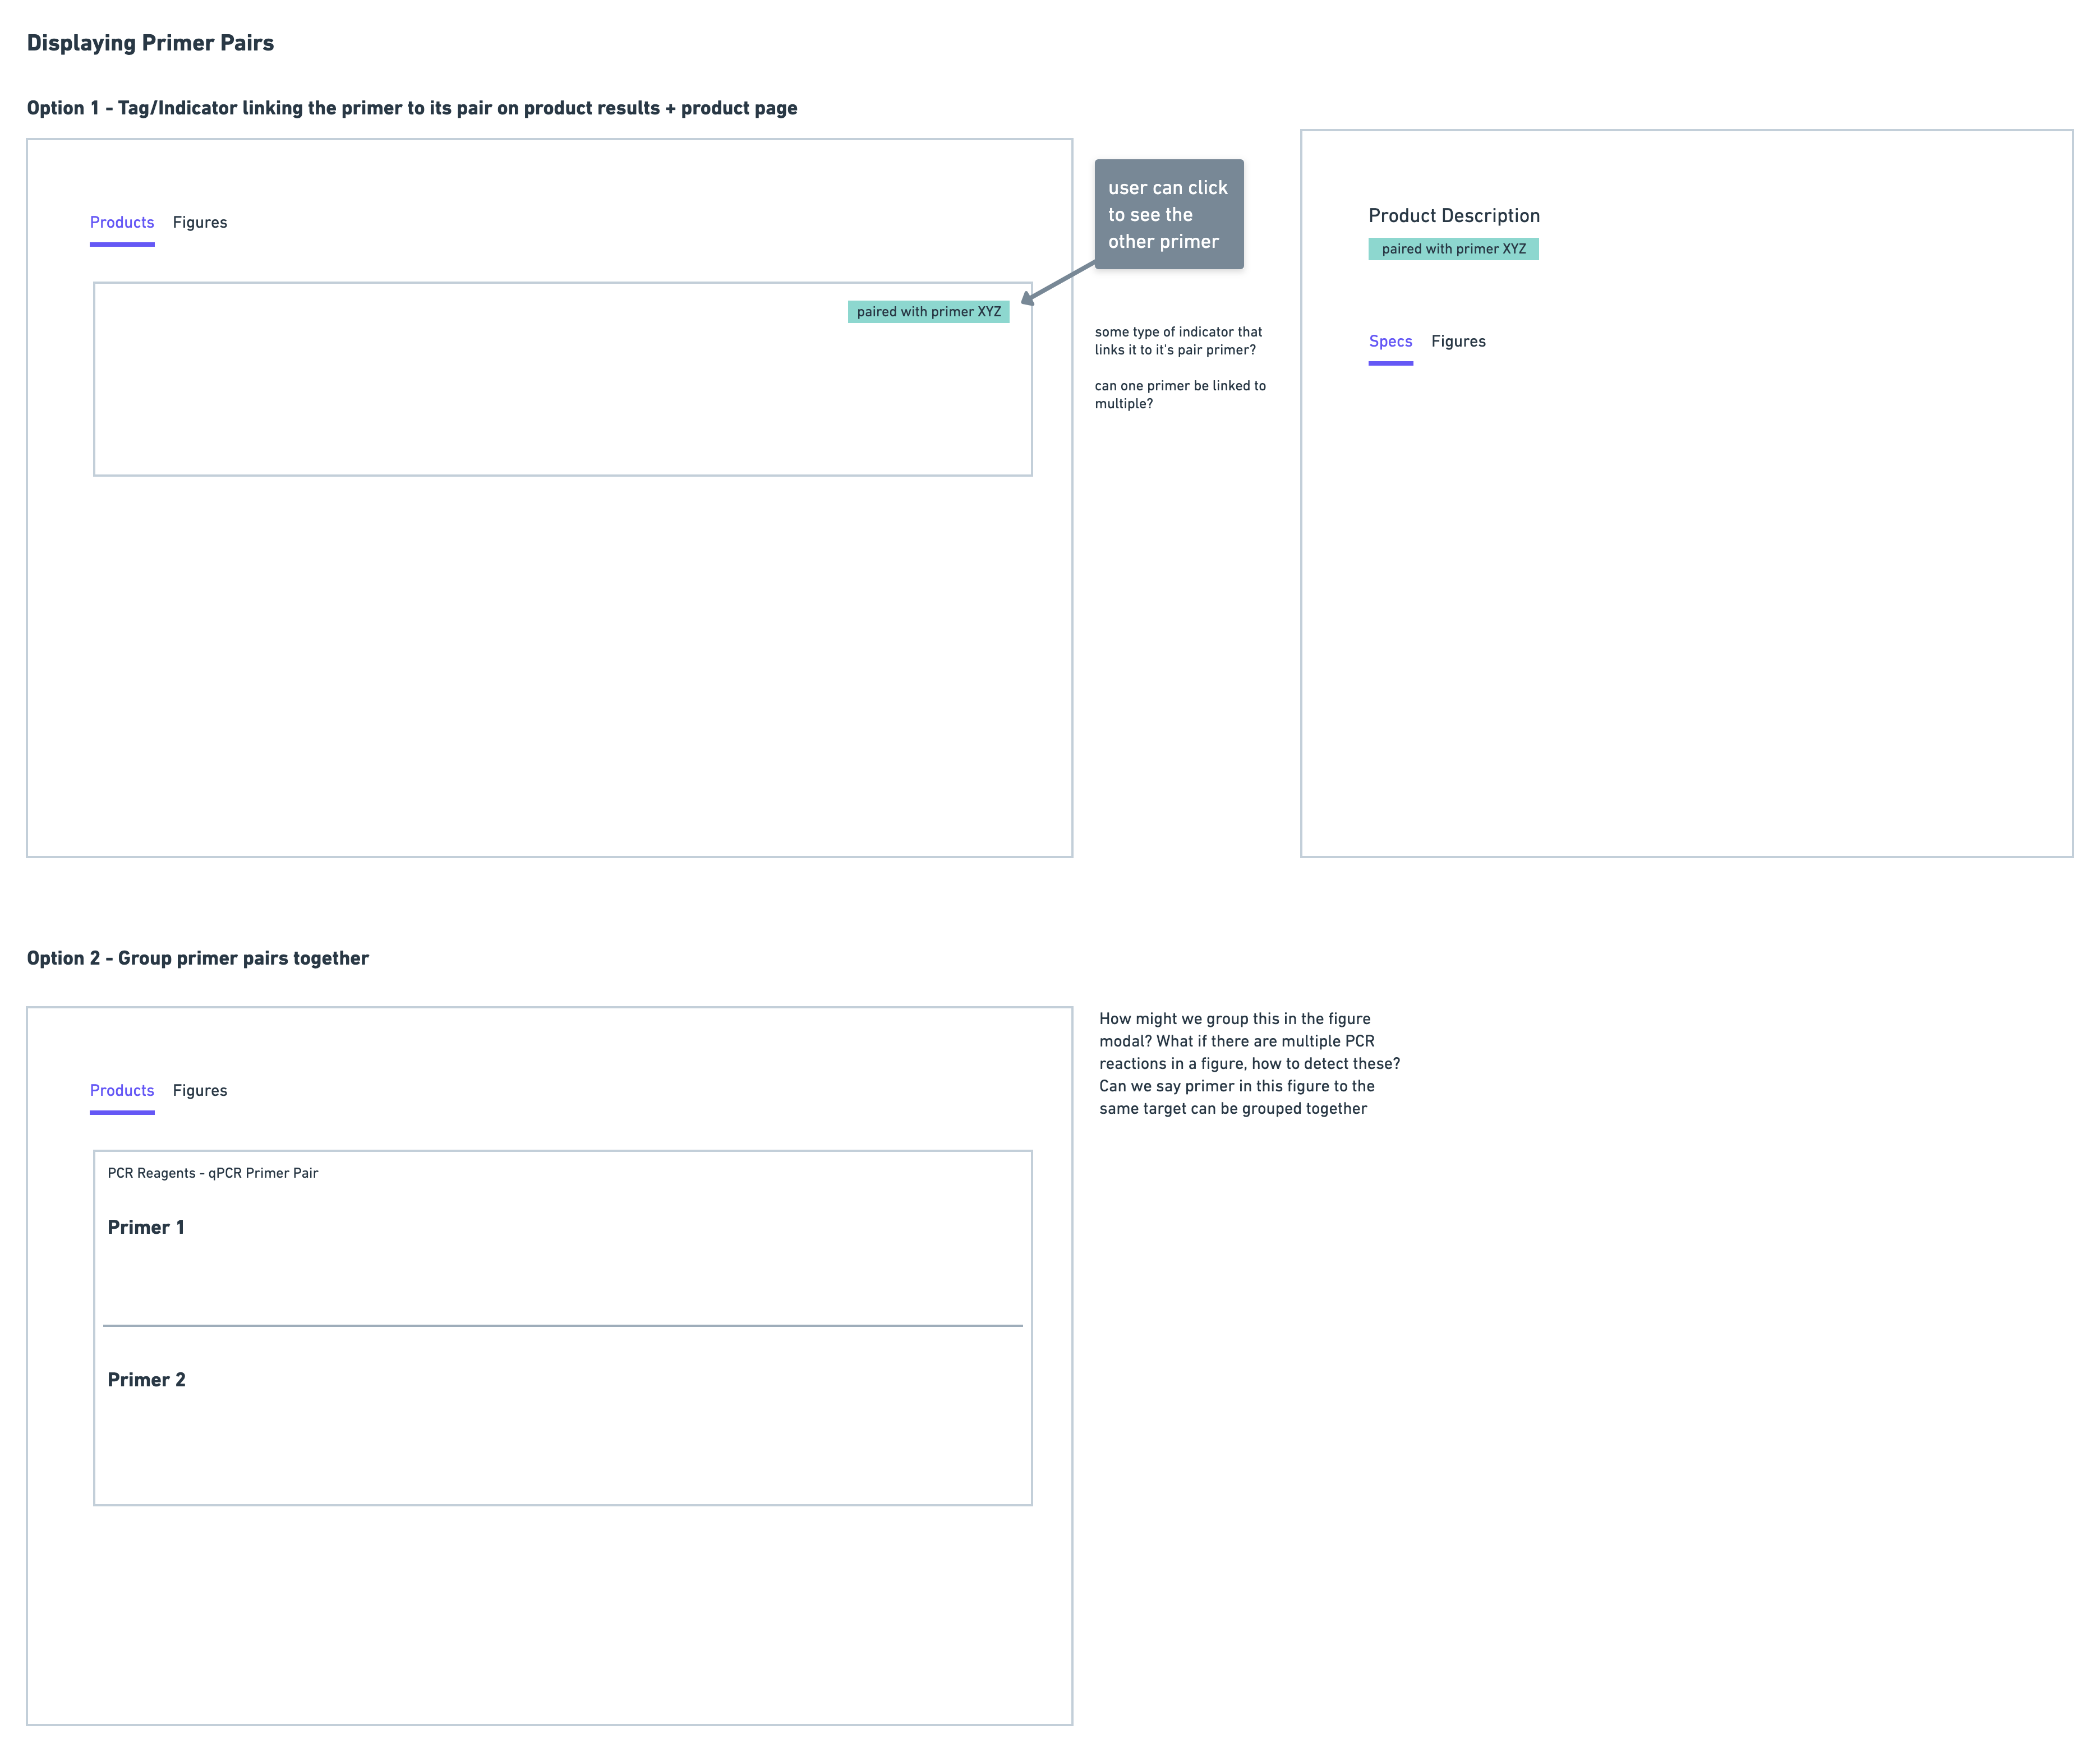 Displaying Primer Pairs
Option 1 - Tag/Indicator linking the primer to its pair on product results + product page
Products Figures
paired with primer XYZ
user can click
to see the
other primer
some type of indicator that
links it to it's pair primer?
can one primer be linked to
multiple?
Product Description
paired with primer XYZ
Specs Figures
Option 2 - Group primer pairs together
Products Figures
PCR Reagents - qPCR Primer Pair
Primer 1
Primer 2
How might we group this in the figure
modal? What if there are multiple PCR
reactions in a figure, how to detect these?
Can we say primer in this figure to the
same target can be grouped together